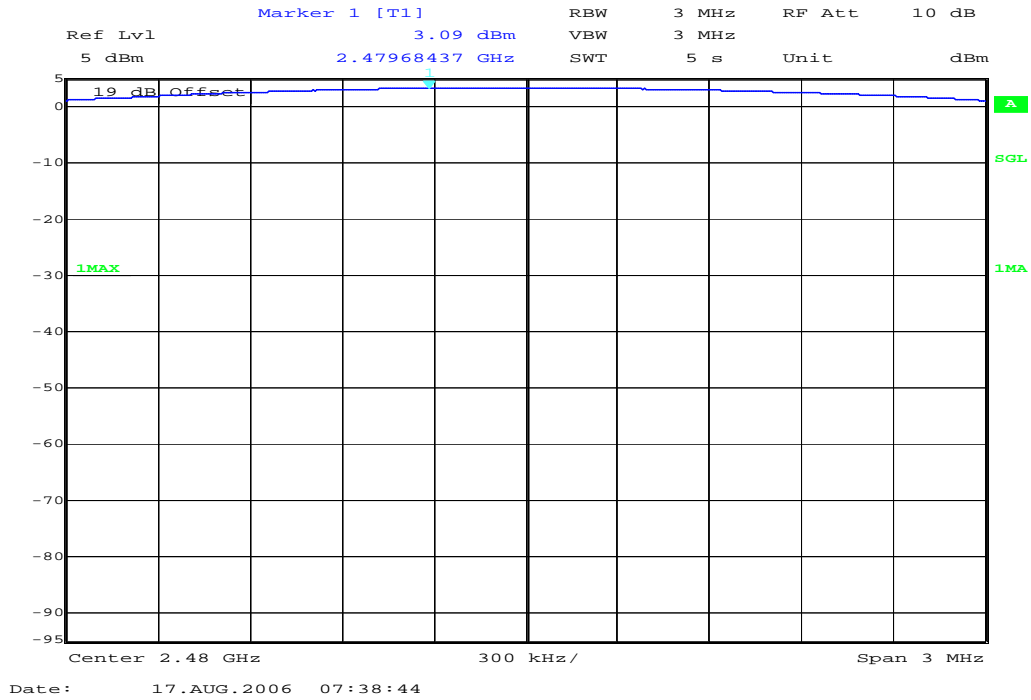 Marker 1 [T1] RBW 3 MHz RF Att 10 dB
Ref Lvl 3.09 dBm VBW 3 MHz
5 dBm 2.47968437 GHz SWT 5 s Unit dBm
1
5
19 dB Offset
0
A
-10
SGL
-20
1MAX
1MA
-30
-40
-50
-60
-70
-80
-90
-95
Center 2.48 GHz 300 kHz/ Span 3 MHz
Date: 17.AUG.2006 07:38:44